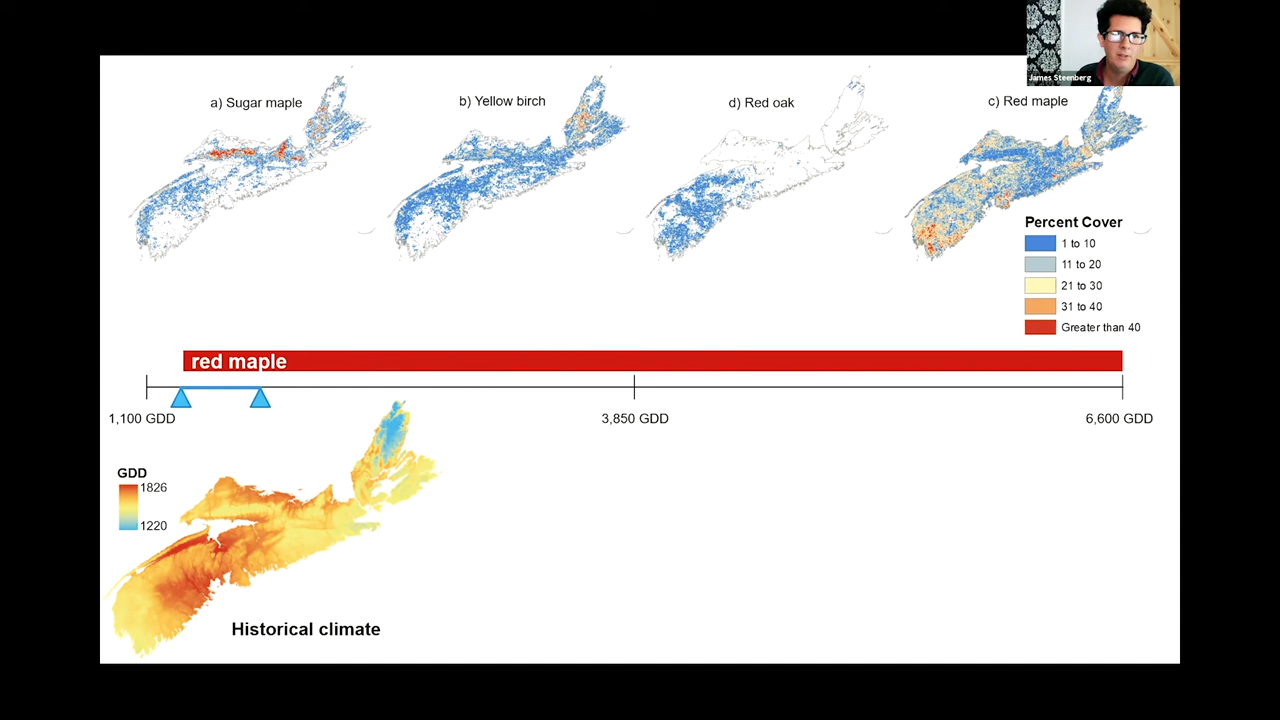 James Steenberg
a) Sugar maple
b) Yellow birch
d) Red oak
c) Red maple
Percent Cover
1 to 10
11 to 20
21 to 30
31 to 40
Greater than 40
red maple
1,100 GDD
3,850 GDD
6,600 GDD
GDD
1826
1220
Historical climate